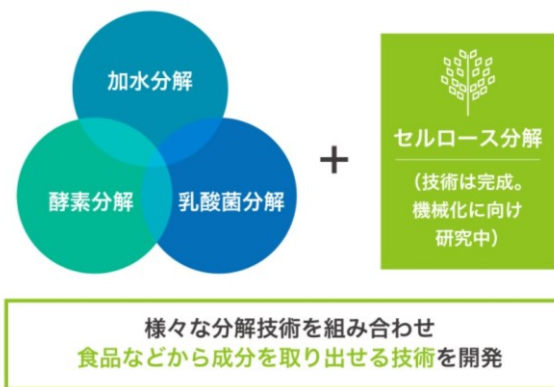 加水分解
酵素分解
乳酸菌分解
+
セルロース分解
(技術は完成。
機械化に向け
研究中)
様々な分解技術を組み合わせ
食品などから成分を取り出せる技術を開発